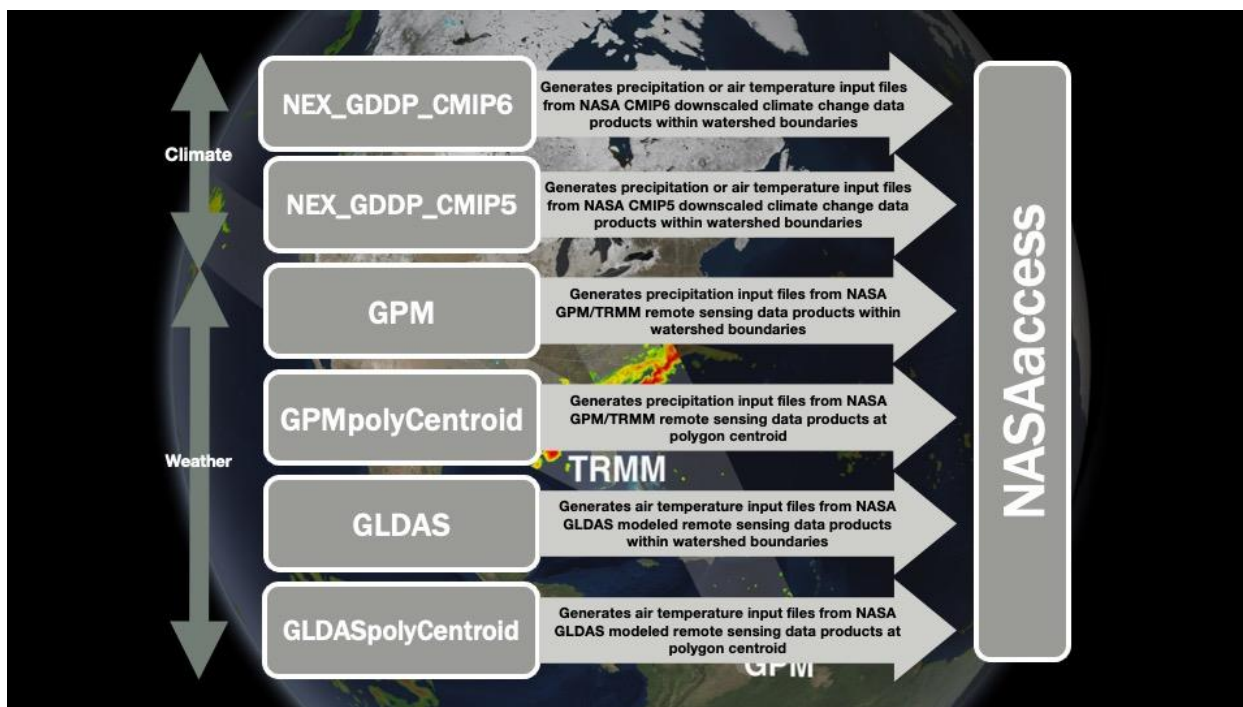 Climate
Weather
NEX_GDDP_CMIP6
Generates precipitation or air temperature input files
from NASA CMIP6 downscaled climate change data
products within watershed boundaries
NEX_GDDP_CMIP5
Generates precipitation or air temperature input files
from NASA CMIP5 downscaled climate change data
products within watershed boundaries
GPM
Generates precipitation input files from NASA
GPM/TRMM remote sensing data products within
watershed boundaries
GPMpolyCentroid
Generates precipitation input files from NASA
GPM/TRMM remote sensing data products at
polygon centroid
TRMM
GLDAS
Generates air temperature input files from NASA
GLDAS modeled remote sensing data products
within watershed boundaries
GLDASpolyCentroid
Generates air temperature input files from NASA
GLDAS modeled remote sensing data products at
polygon centroid
GPM
NASAaccess